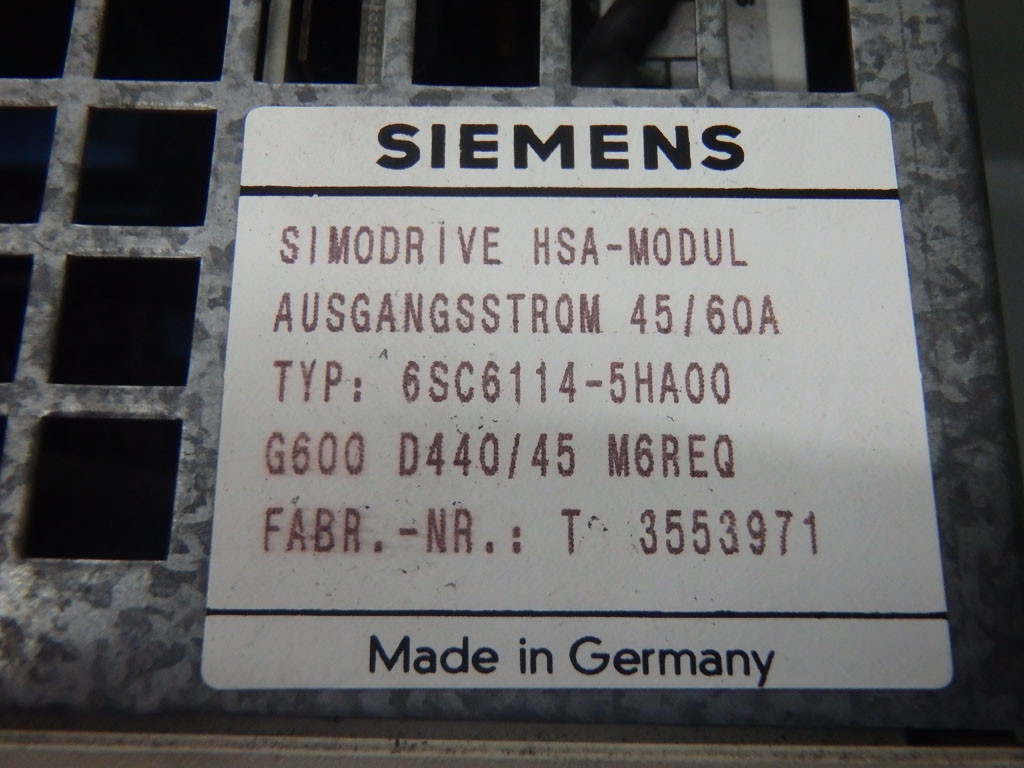 SIEMENS
SIMODRIVE HSA-MODUL
AUSGANGSSTROM 45/60A
TYP: 6SC6114-5HA00
G600 D440/45 M6REQ
FABR.-NR.: T 3553971
Made in Germany